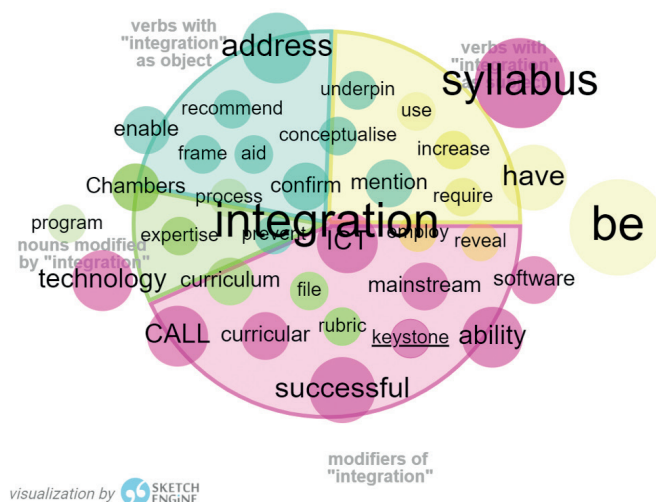 verbs with
"integration"
as object
address
verbs with
"integration"
syllabus
underpin
recommend
use
enable
conceptualise
increase
frame
aid
have
Chambers
process
confirm
mention
require
be
program
integration
expertise
prevent
ICT
employ
reveal
nouns modified
by "integration"
technology
curriculum
file
mainstream
software
CALL
curricular
rubric
keystone
ability
successful
modifiers of
"integration"
visualization by SKETCH
ENGINE